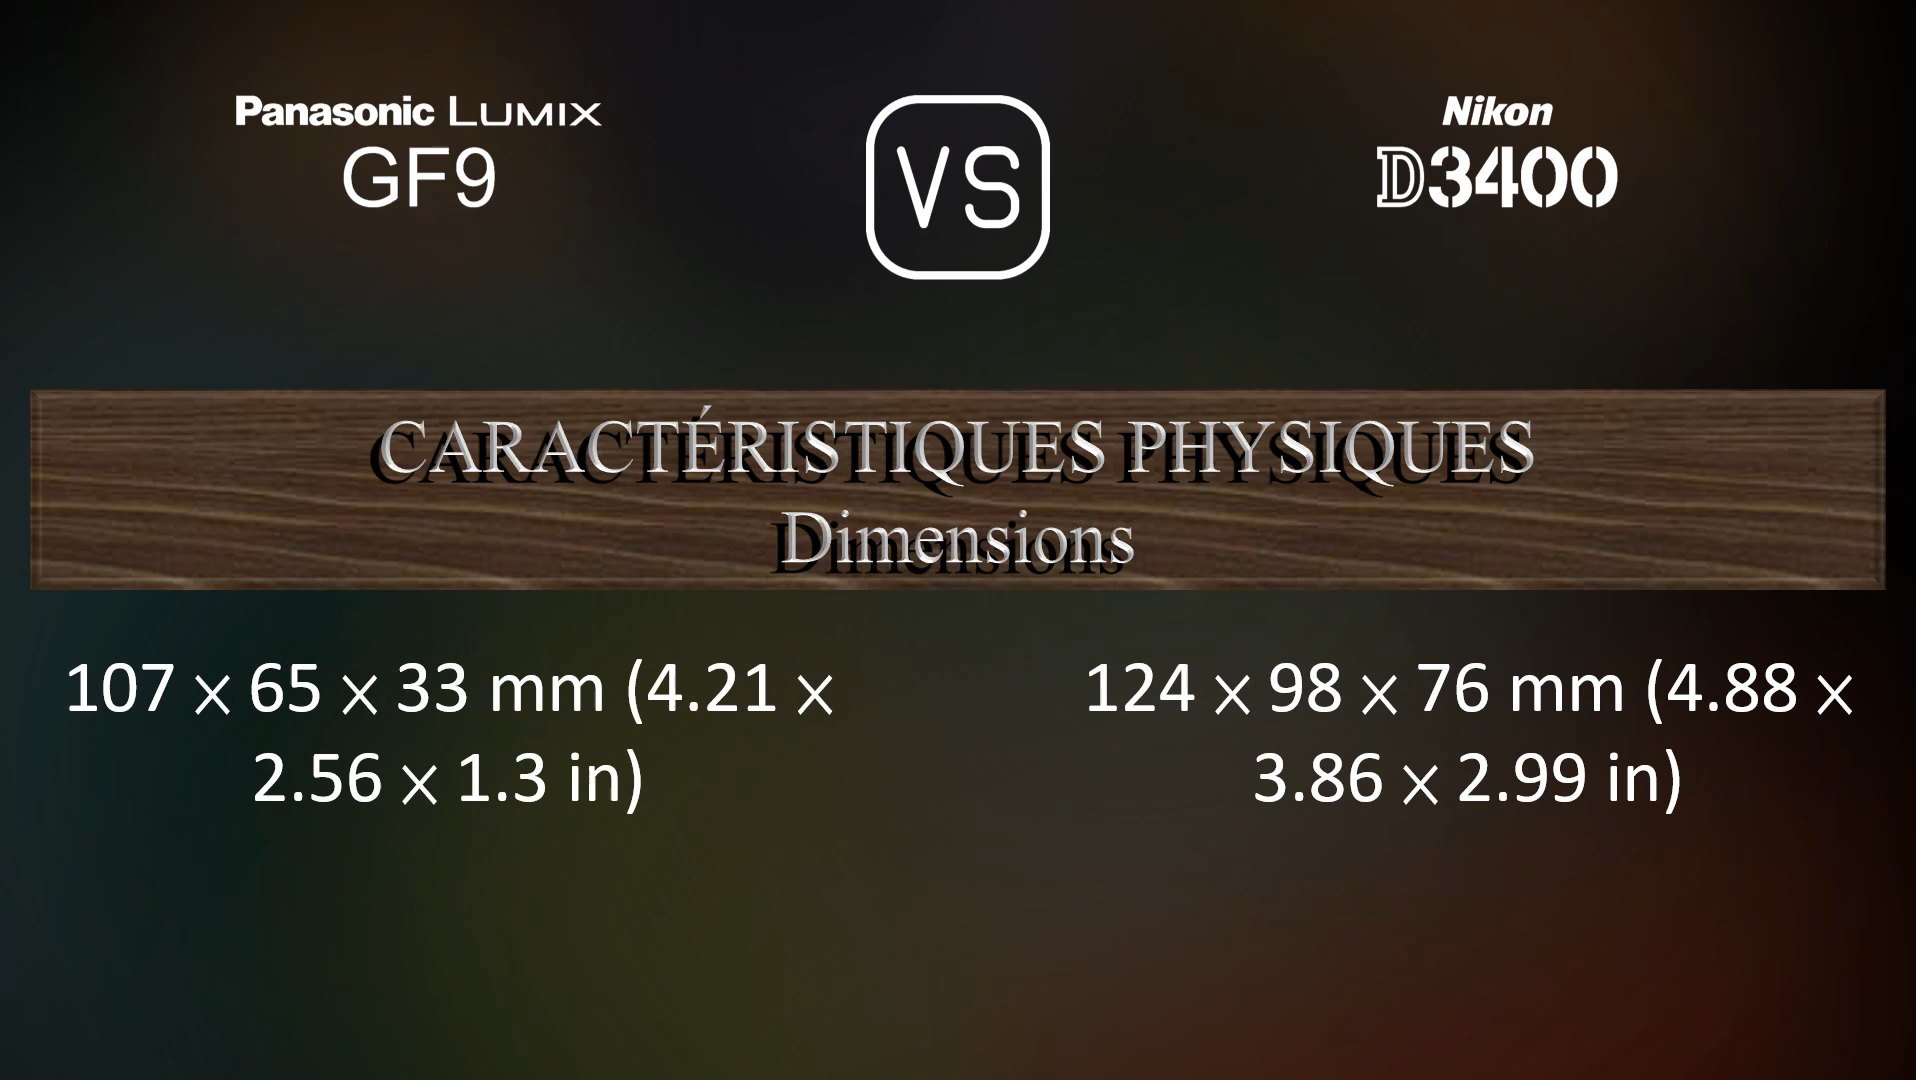 Panasonic LUMIX
GF9
VS
Nikon
D3400
CARACTÉRISTIQUES PHYSIQUES
Dimensions
107 x 65 x 33 mm (4.21 x
2.56 x 1.3 in)
124 x 98 x 76 mm (4.88 x
3.86 x 2.99 in)